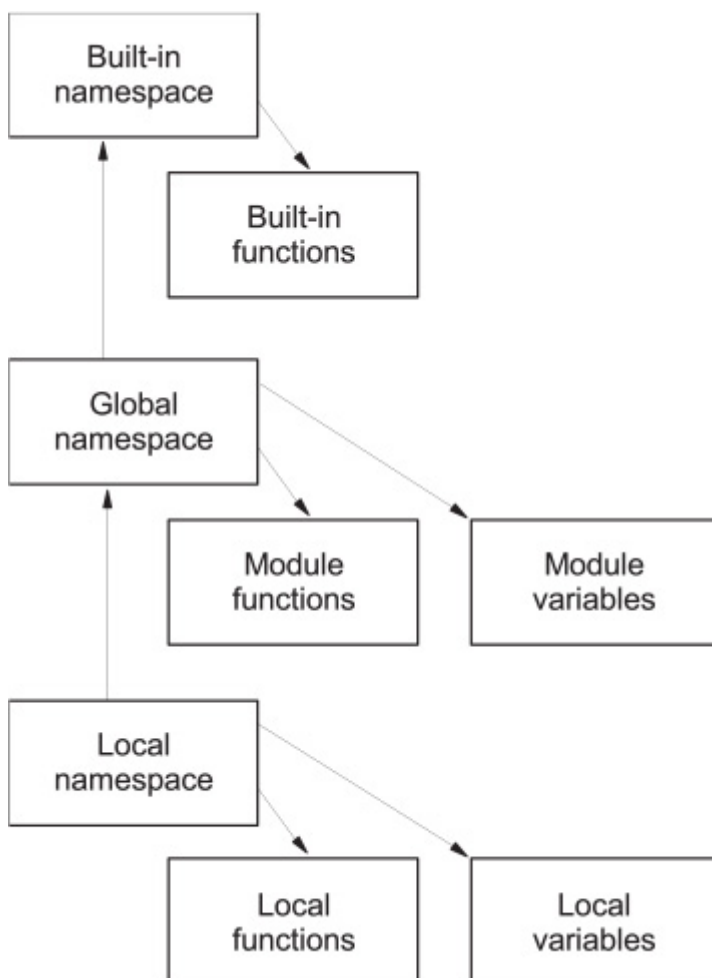 Built-in
namespace
Built-in
functions
Global
namespace
Module
functions
Module
variables
Local
namespace
Local
functions
Local
variables